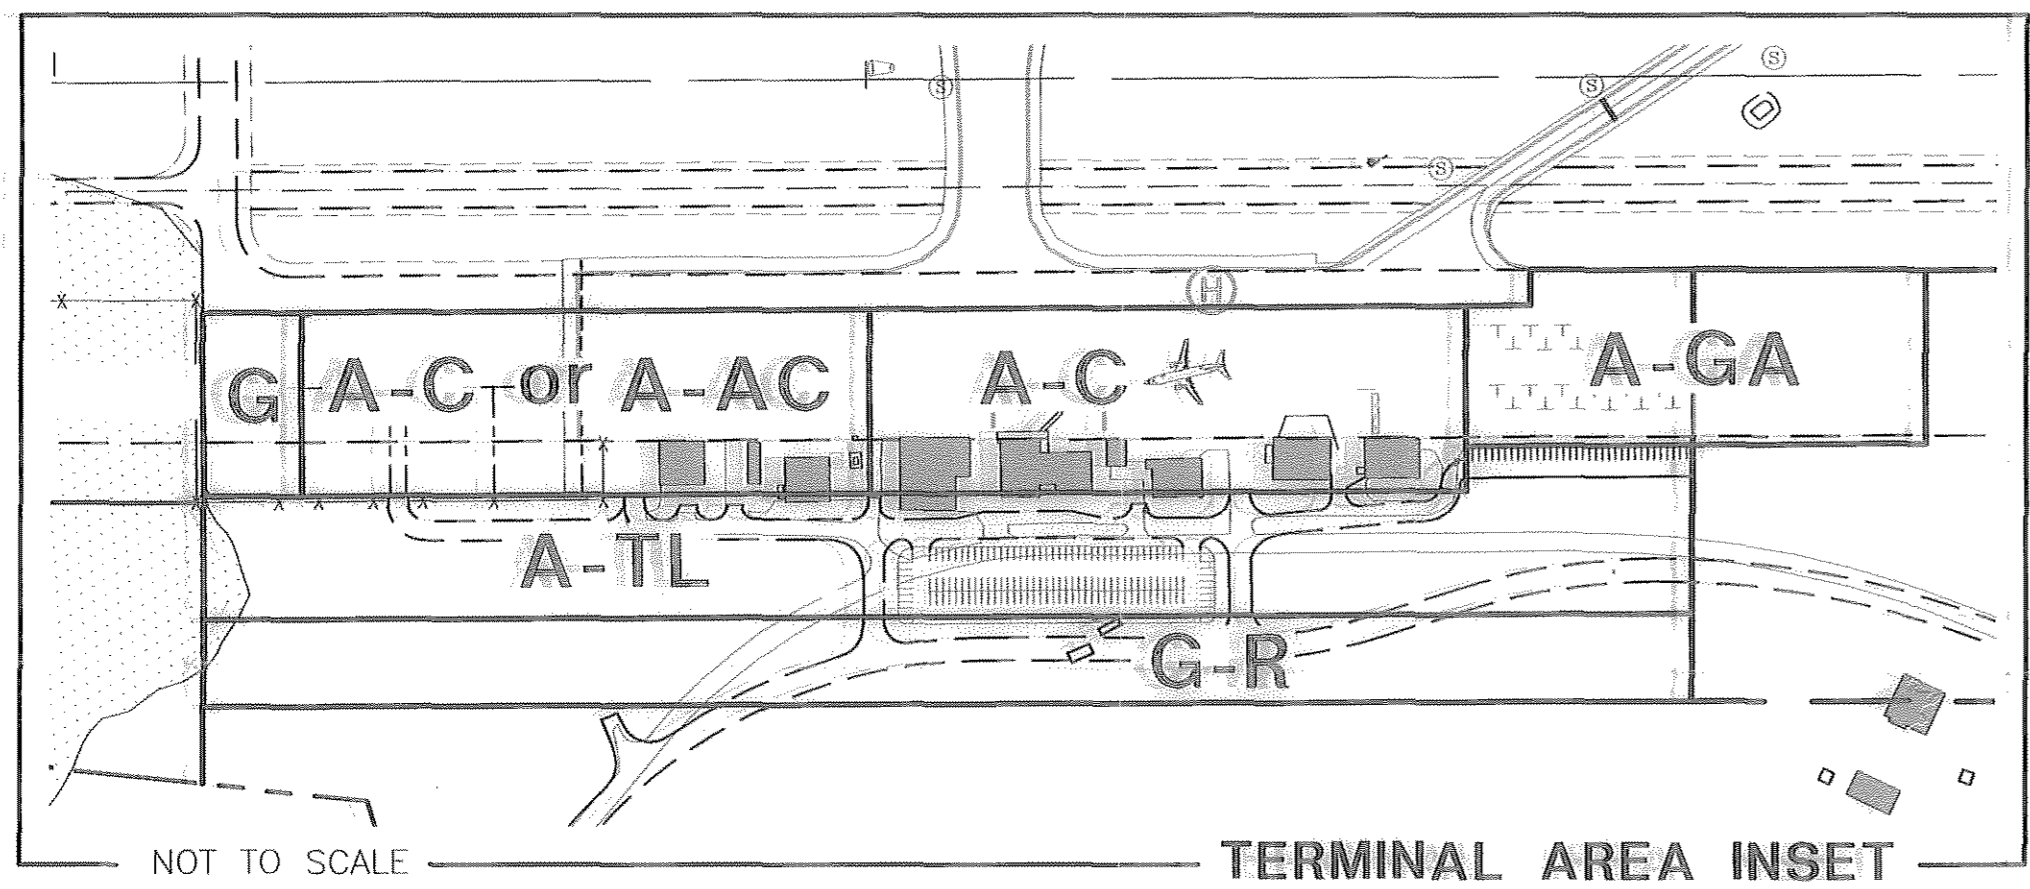 S
S
S
S
H
G
A-C or A-AC
A-C
A-GA
A-TL
G-R
NOT TO SCALE
TERMINAL AREA INSET